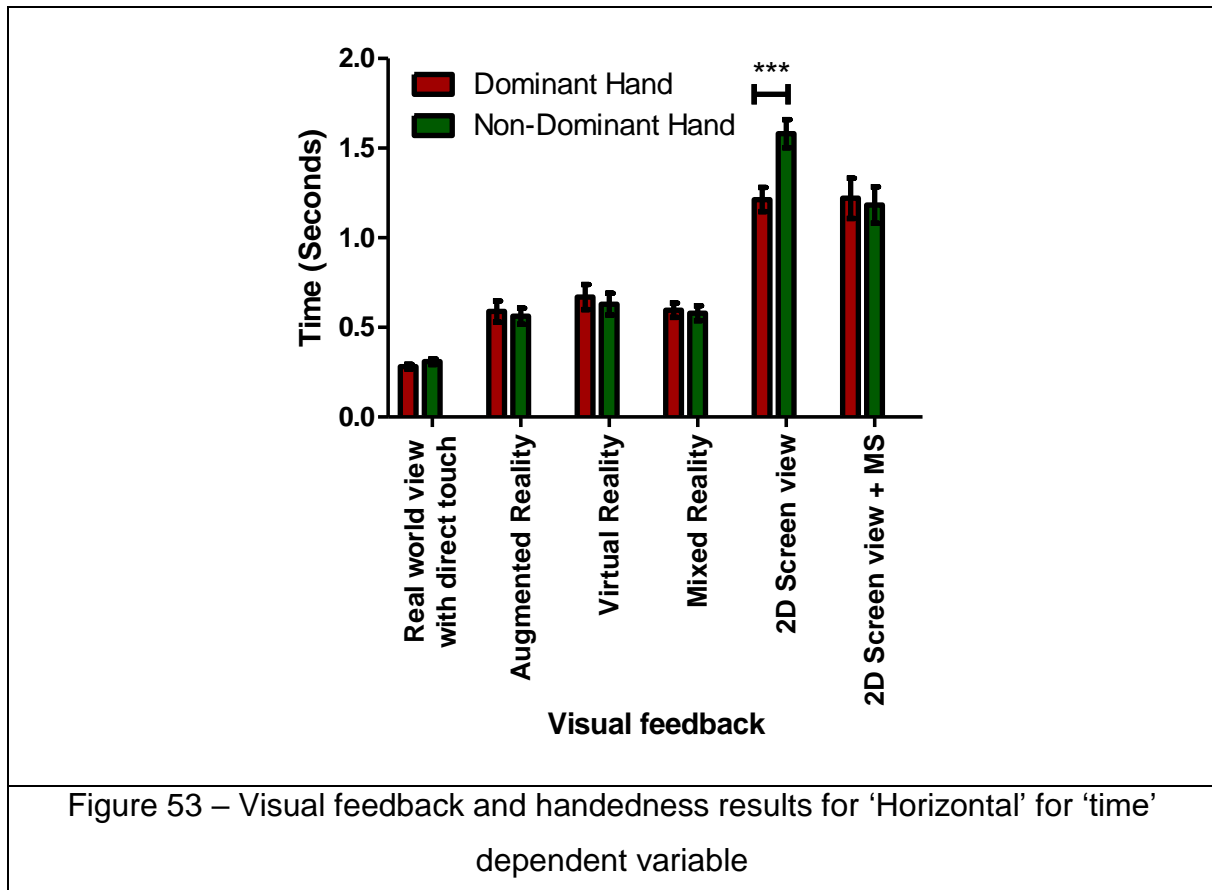 2.0
1.5
1.0
0.5
0.0
Time (Seconds)
Dominant Hand
Non-Dominant Hand
***
Real world view
with direct touch
Augmented Reality
Virtual Reality
Mixed Reality
2D Screen view
2D Screen view + MS
Visual feedback
Figure 53 – Visual feedback and handedness results for ‘Horizontal’ for ‘time’
dependent variable